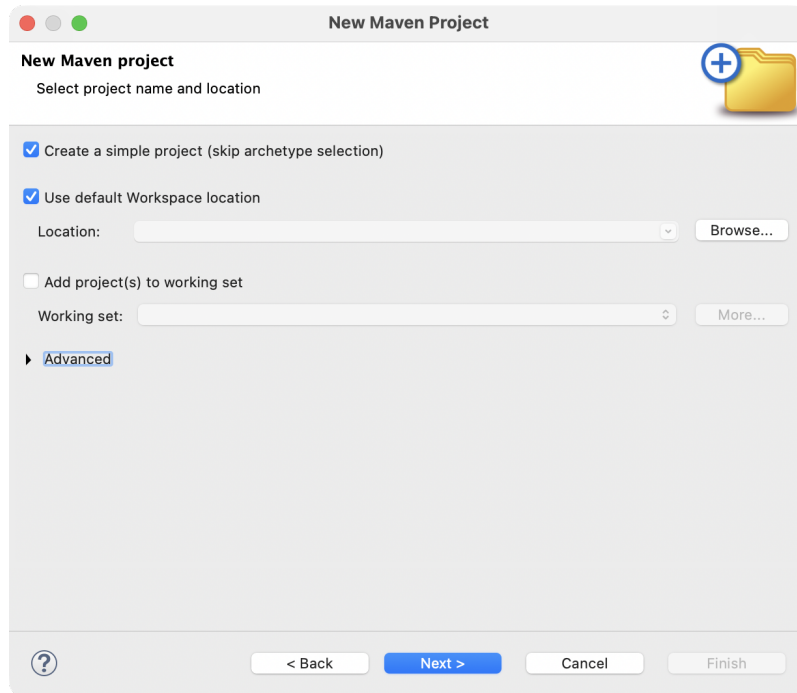 New Maven Project
New Maven project
Select project name and location
Create a simple project (skip archetype selection)
Use default Workspace location
Location:
Browse...
Add project(s) to working set
Working set:
More...
Advanced
?
< Back
Next >
Cancel
Finish